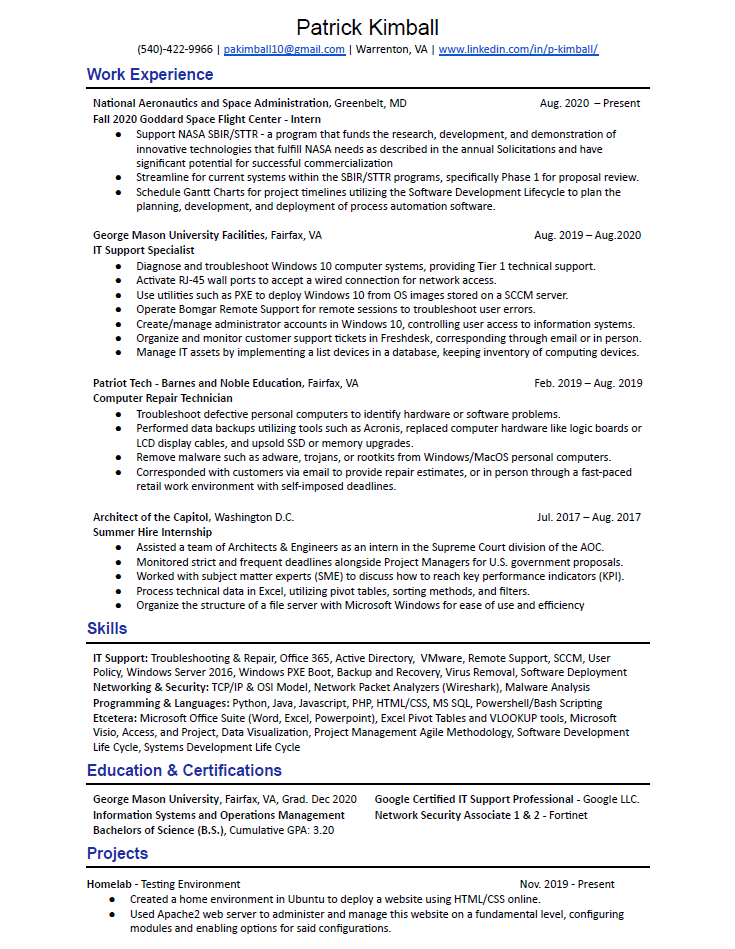 Patrick Kimball
(540)-422-9966 | pakimball10@gmail.com | Warrenton, VA | www.linkedin.com/in/p-kimball/
Work Experience
National Aeronautics and Space Administration, Greenbelt, MD Aug. 2020 – Present
Fall 2020 Goddard Space Flight Center - Intern
● Support NASA SBIR/STTR - a program that funds the research, development, and demonstration of
innovative technologies that fulfill NASA needs as described in the annual Solicitations and have
significant potential for successful commercialization
● Streamline for current systems within the SBIR/STTR programs, specifically Phase 1 for proposal review.
● Schedule Gantt Charts for project timelines utilizing the Software Development Lifecycle to plan the
planning, development, and deployment of process automation software.
George Mason University Facilities, Fairfax, VA Aug. 2019 – Aug.2020
IT Support Specialist
● Diagnose and troubleshoot Windows 10 computer systems, providing Tier 1 technical support.
● Activate RJ-45 wall ports to accept a wired connection for network access.
● Use utilities such as PXE to deploy Windows 10 from OS images stored on a SCCM server.
● Operate Bomgar Remote Support for remote sessions to troubleshoot user errors.
● Create/manage administrator accounts in Windows 10, controlling user access to information systems.
● Organize and monitor customer support tickets in Freshdesk, corresponding through email or in person.
● Manage IT assets by implementing a list devices in a database, keeping inventory of computing devices.
Patriot Tech - Barnes and Noble Education, Fairfax, VA Feb. 2019 – Aug. 2019
Computer Repair Technician
● Troubleshoot defective personal computers to identify hardware or software problems.
● Performed data backups utilizing tools such as Acronis, replaced computer hardware like logic boards or
LCD display cables, and upsold SSD or memory upgrades.
● Remove malware such as adware, trojans, or rootkits from Windows/MacOS personal computers.
● Corresponded with customers via email to provide repair estimates, or in person through a fast-paced
retail work environment with self-imposed deadlines.
Architect of the Capitol, Washington D.C. Jul. 2017 – Aug. 2017
Summer Hire Internship
● Assisted a team of Architects & Engineers as an intern in the Supreme Court division of the AOC.
● Monitored strict and frequent deadlines alongside Project Managers for U.S. government proposals.
● Worked with subject matter experts (SME) to discuss how to reach key performance indicators (KPI).
● Process technical data in Excel, utilizing pivot tables, sorting methods, and filters.
● Organize the structure of a file server with Microsoft Windows for ease of use and efficiency
Skills
IT Support: Troubleshooting & Repair, Office 365, Active Directory, VMware, Remote Support, SCCM, User
Policy, Windows Server 2016, Windows PXE Boot, Backup and Recovery, Virus Removal, Software Deployment
Networking & Security: TCP/IP & OSI Model, Network Packet Analyzers (Wireshark), Malware Analysis
Programming & Languages: Python, Java, Javascript, PHP, HTML/CSS, MS SQL, Powershell/Bash Scripting
Etcetera: Microsoft Office Suite (Word, Excel, Powerpoint), Excel Pivot Tables and VLOOKUP tools, Microsoft
Visio, Access, and Project, Data Visualization, Project Management Agile Methodology, Software Development
Life Cycle, Systems Development Life Cycle
Education & Certifications
George Mason University, Fairfax, VA, Grad. Dec 2020 Google Certified IT Support Professional - Google LLC.
Information Systems and Operations Management Network Security Associate 1 & 2 - Fortinet
Bachelors of Science (B.S.), Cumulative GPA: 3.20
Projects
Homelab - Testing Environment Nov. 2019 - Present
● Created a home environment in Ubuntu to deploy a website using HTML/CSS online.
● Used Apache2 web server to administer and manage this website on a fundamental level, configuring
modules and enabling options for said configurations.